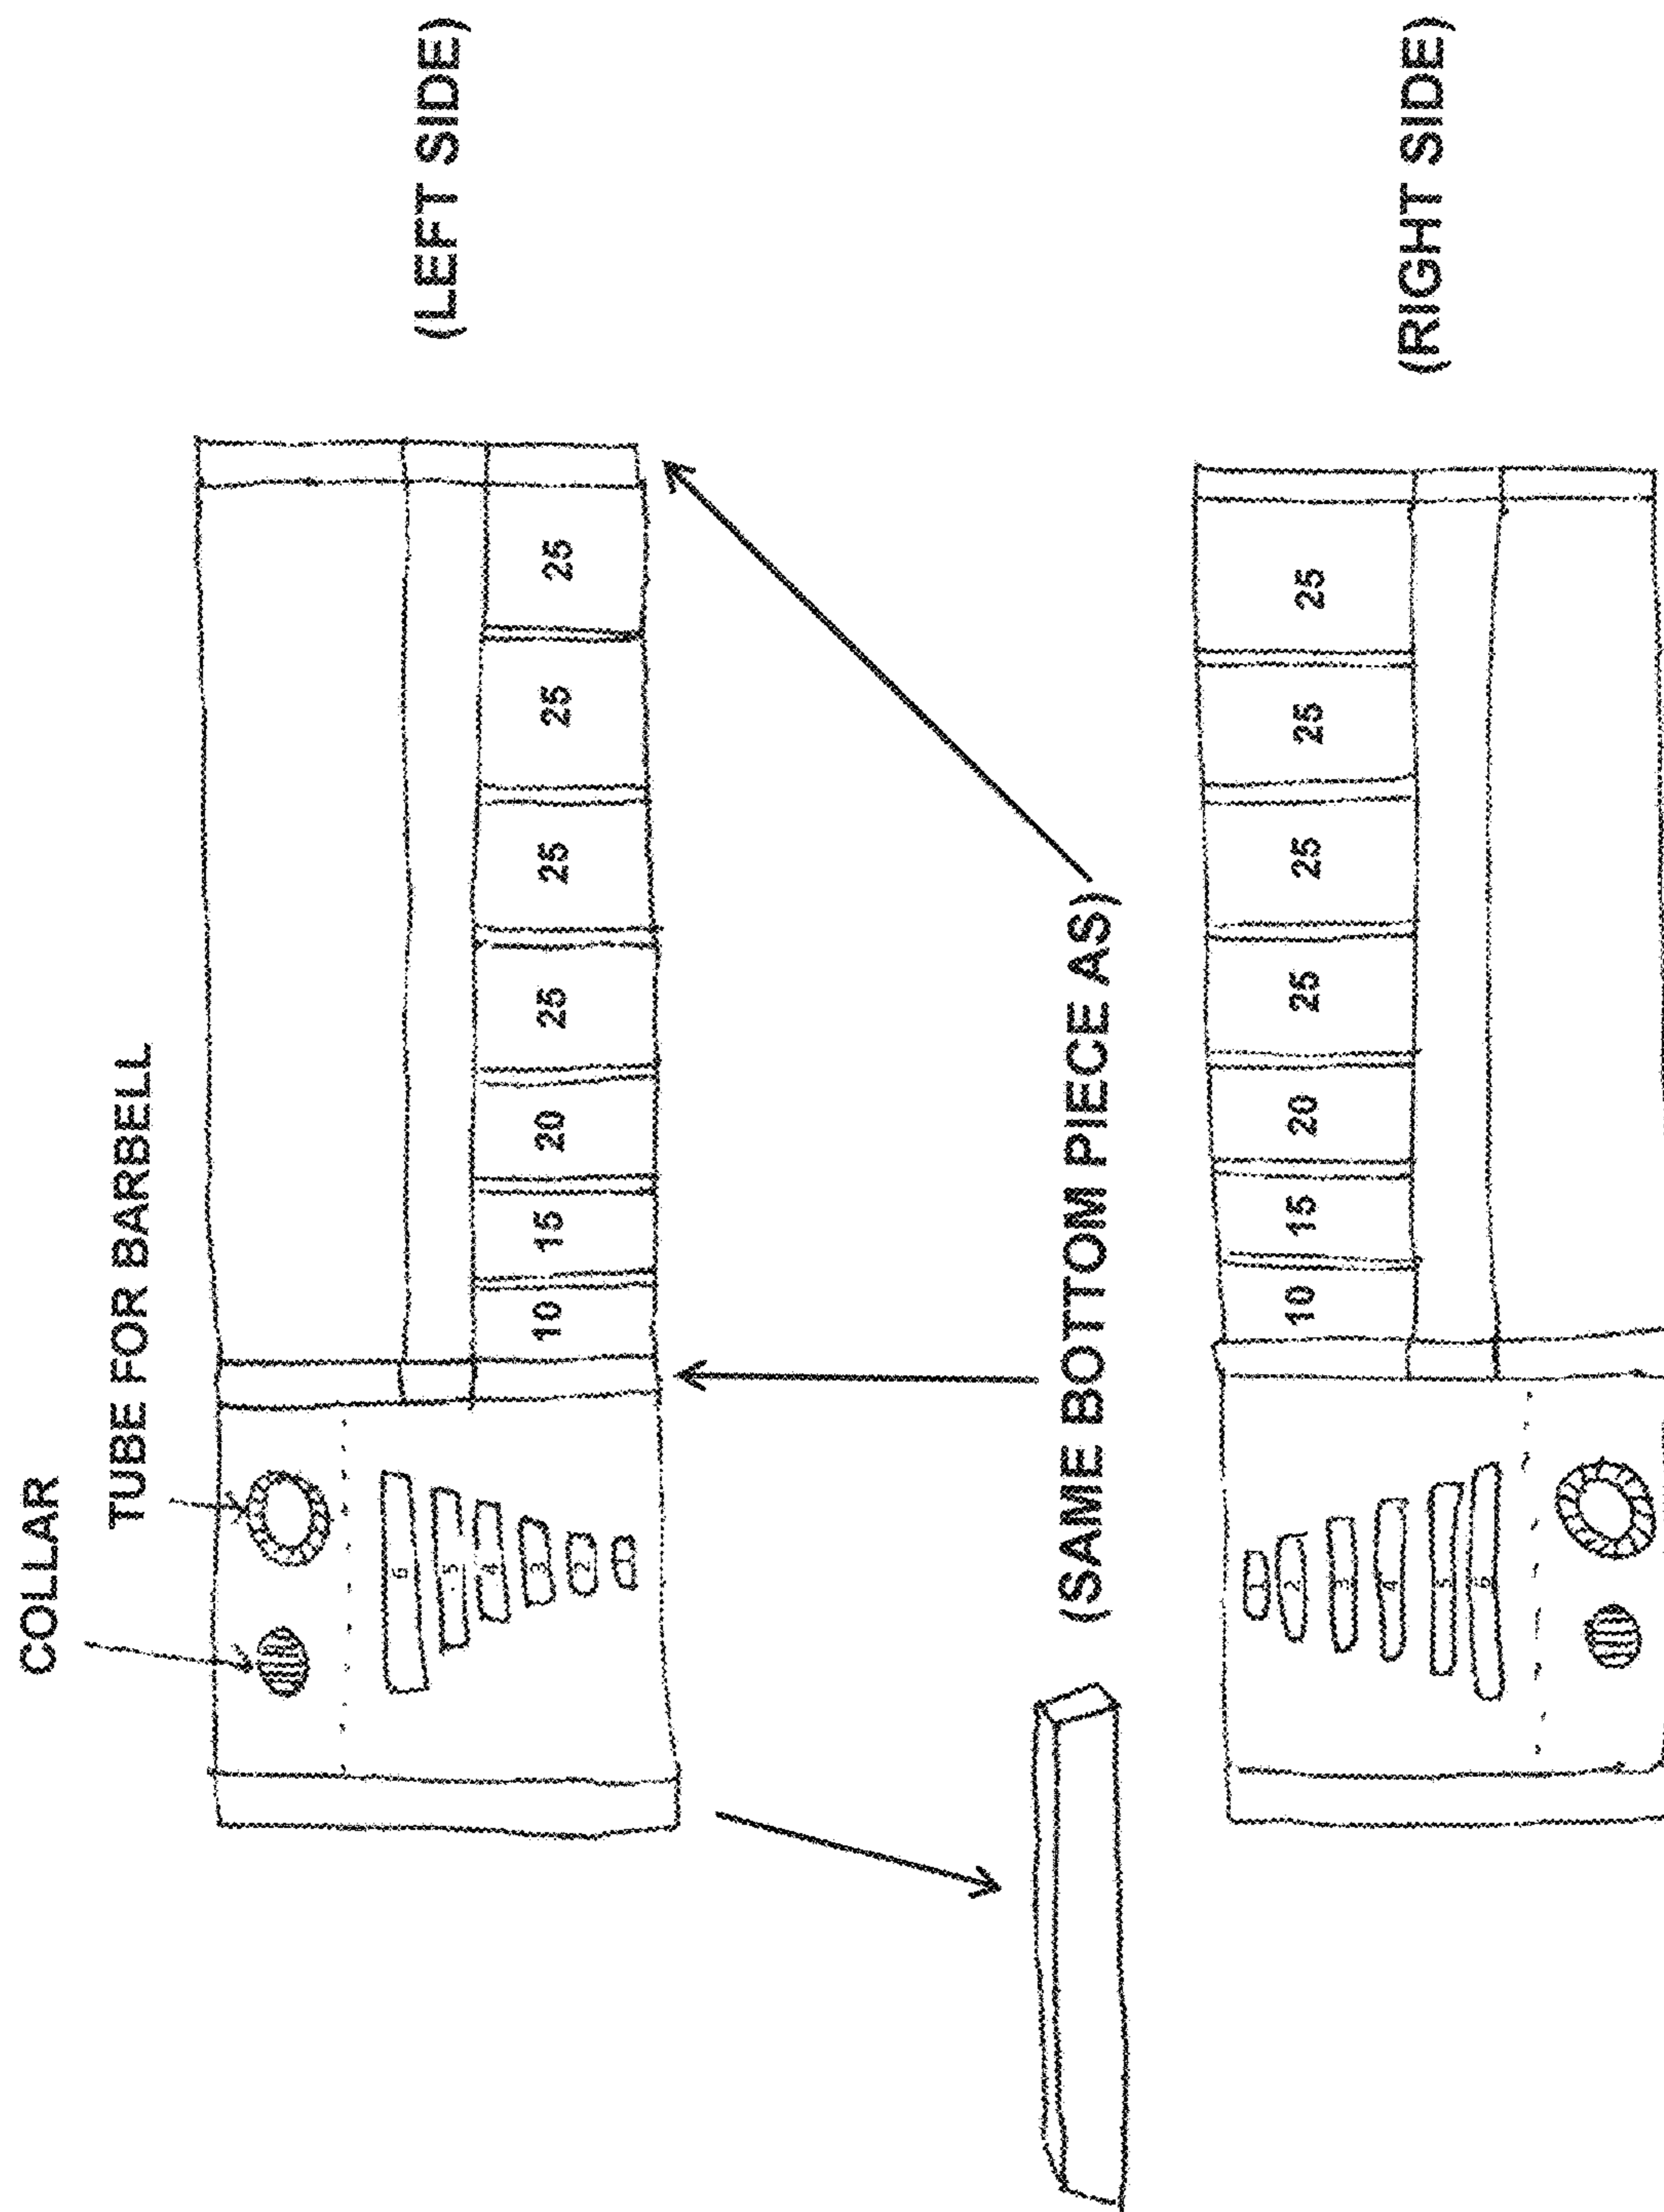 COLLAR
TUBE FOR BARBELL
6
5
4
3
2
1
10 15 20 25 25 25 25
(LEFT SIDE)
(SAME BOTTOM PIECE AS)
1
2
3
4
5
6
10 15 20 25 25 25 25
(RIGHT SIDE)